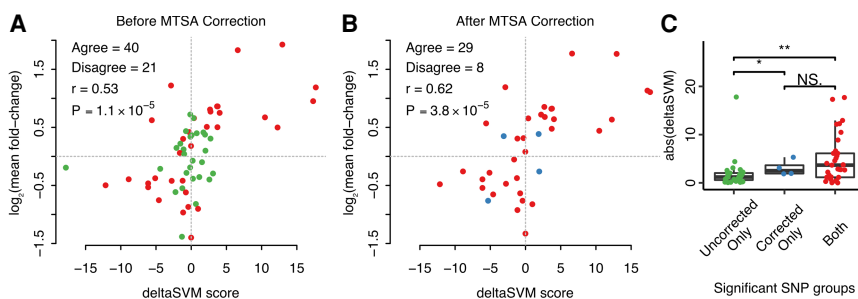 A
Before MTSA Correction
Agree = 40
Disagree = 21
r = 0.53
P = 1.1 × 10⁻⁵
log₂(mean fold−change)
1.5
0.5
−0.5
−1.5
−15 −10 −5 0 5 10 15
deltaSVM score
B
After MTSA Correction
Agree = 29
Disagree = 8
r = 0.62
P = 3.8 × 10⁻⁵
log₂(mean fold−change)
1.5
0.5
−0.5
−1.5
−15 −10 −5 0 5 10 15
deltaSVM score
C
**
*
NS.
abs(deltaSVM)
20
10
0
Uncorrected
Only
Corrected
Only
Both
Significant SNP groups